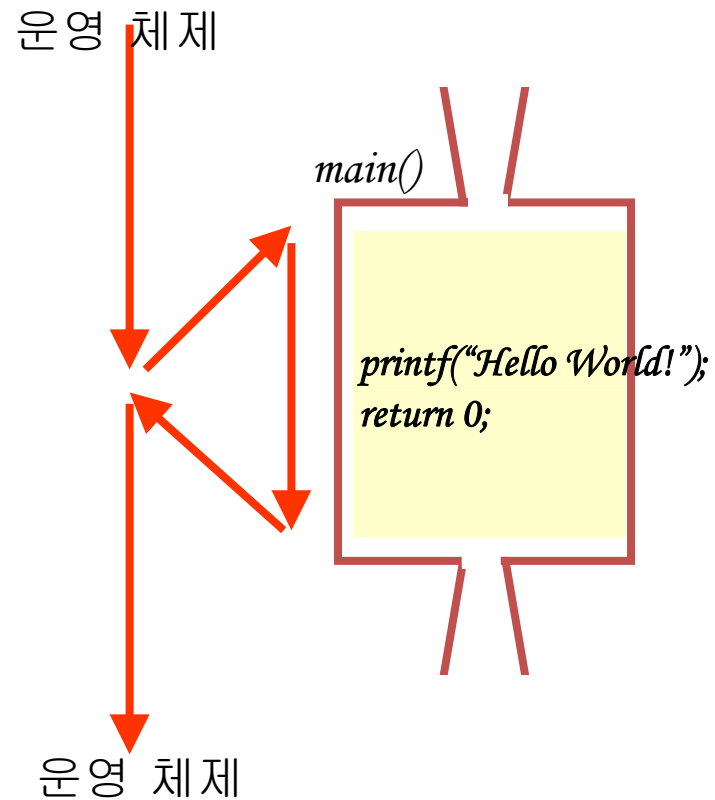 운영 체제
main()
printf(“Hello World!”);
return 0;
운영 체제